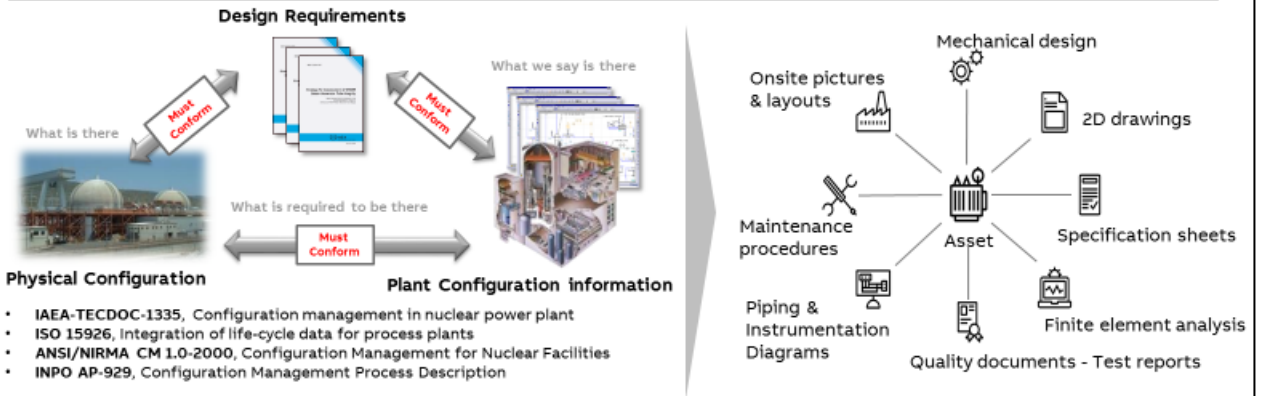 Design Requirements
What we say is there
Must
Conform
Must
Conform
What is there
What is required to be there
Must
Conform
Physical Configuration
Plant Configuration information
• IAEA-TECDOC-1335, Configuration management in nuclear power plant
• ISO 15926, Integration of life-cycle data for process plants
• ANSI/NIRMA CM 1.0-2000, Configuration Management for Nuclear Facilities
• INPO AP-929, Configuration Management Process Description
Mechanical design
Onsite pictures
& layouts
2D drawings
Maintenance
procedures
Asset
Specification sheets
Piping &
Instrumentation
Diagrams
Finite element analysis
Quality documents - Test reports